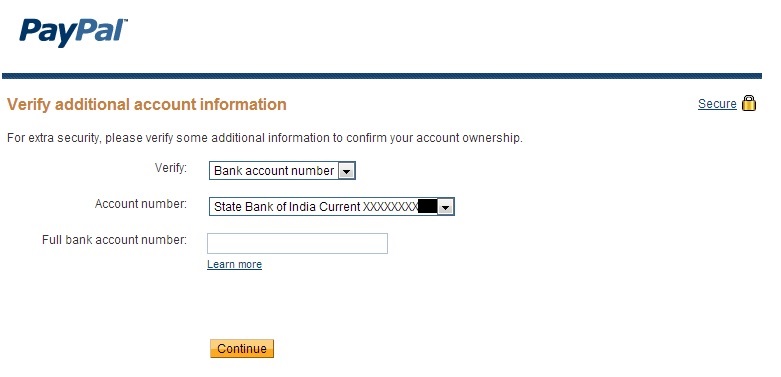 PayPal™
Verify additional account information
Secure
For extra security, please verify some additional information to confirm your account ownership.
Verify: Bank account number
Account number: State Bank of India Current XXXXXXXX
Full bank account number:
Learn more
Continue